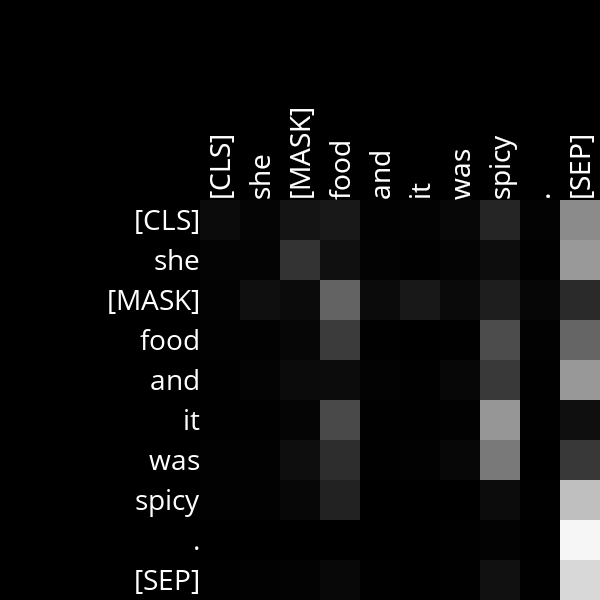 [CLS] she [MASK] food and it was spicy . [SEP]
[CLS]
she
[MASK]
food
and
it
was
spicy
.
[SEP]